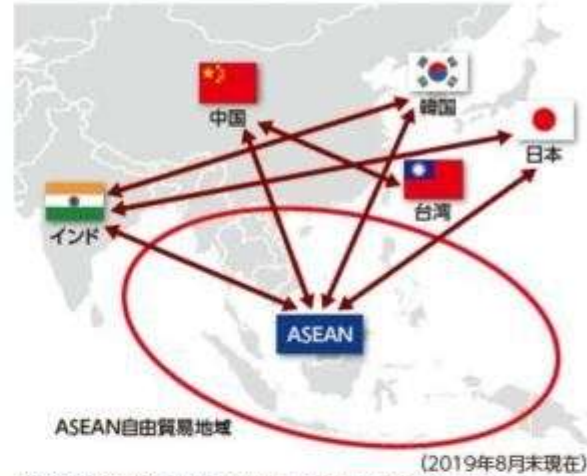 中国
韓国
日本
台湾
インド
ASEAN
ASEAN自由貿易地域
(2019年8月末現在)